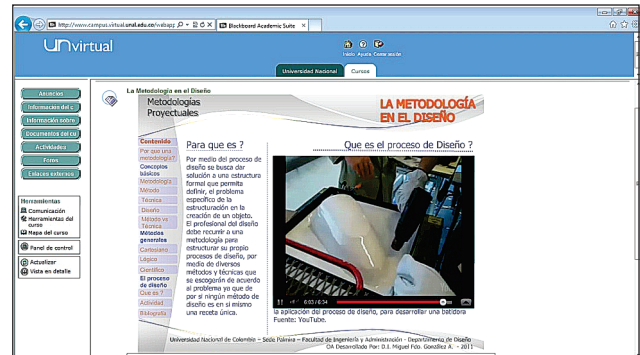 http://www.campus.virtual.unal.edu.co/webapp
Blackboard Academic Suite
UNvirtual
Inicio Ayuda Cerrar sesión
Universidad Nacional
Cursos
Anuncios
Información del c
Información sobre
Documentos del cu
Actividades
Foros
Enlaces externos
Herramientas
Comunicación
Herramientas del
curso
Mapa del curso
Panel de control
Actualizar
Vista en detalle
La Metodología en el Diseño
Metodologías
Proyectuales
LA METODOLOGÍA
EN EL DISEÑO
Contenido
Por que una
metodología?
Conceptos
básicos
Metodología
Método
Técnica
Diseño
Método vs
Técnica
Métodos
generales
Cartesiano
Lógico
Científico
El proceso
de diseño
Que es ?
Actividad
Bibliografía
Para que es ?
Por medio del proceso de
diseño se busca dar
solución a una estructura
formal que permita
definir, el problema
especifico de la
estructuración en la
creación de un objeto.
El profesional del diseño
debe recurrir a una
metodología para
estructurar su propio
procesos de diseño, por
medio de diversos
métodos y técnicas que
se escogerán de acuerdo
al problema ya que de
por si ningún método de
diseño es en si mismo
una receta única.
Que es el proceso de Diseño ?
6:03 / 6:34
la aplicación del proceso de diseño, para desarrollar una batidora
Fuente: YouTube.
Universidad Nacional de Colombia – Sede Palmira – Facultad de Ingeniería y Administración - Departamento de Diseño
OA Desarrollado Por: D.I. Miguel Fdo. González A. - 2011